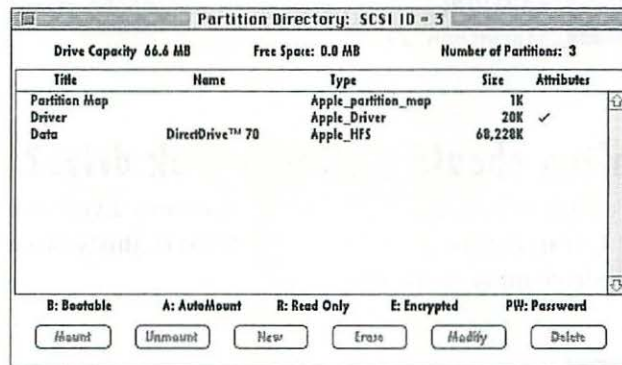 Partition Directory: SCSI ID = 3
Drive Capacity 66.6 MB Free Space: 0.0 MB Number of Partitions: 3
Title Name Type Size Attributes
Partition Map Apple_partition_map 1K
Driver Apple_Driver 20K ✓
Data DirectDrive™ 70 Apple_HFS 68,228K
B: Bootable A: AutoMount R: Read Only E: Encrypted PW: Password
Mount Unmount New Erase Modify Delete